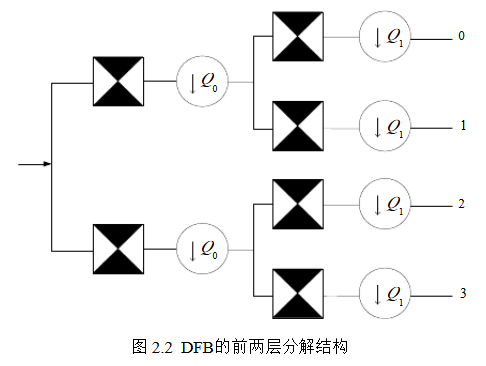 ↓ Q₁ 0
↓ Q₀
↓ Q₁ 1
↓ Q₁ 2
↓ Q₀
↓ Q₁ 3
图 2.2 DFB的前两层分解结构